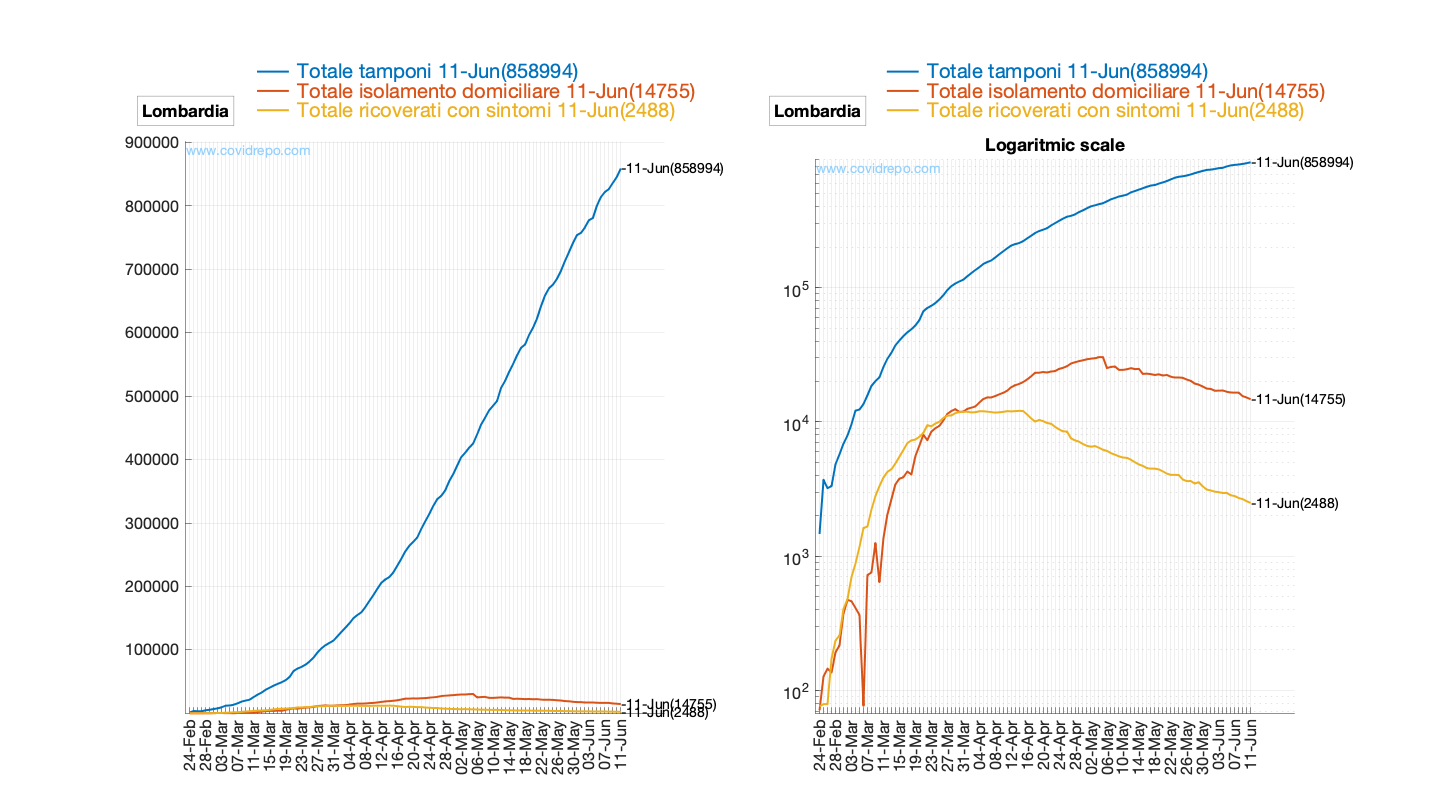 Totale tamponi 11-Jun(858994)
Totale isolamento domiciliare 11-Jun(14755)
Totale ricoverati con sintomi 11-Jun(2488)
Lombardia
www.covidrepo.com
900000
800000
700000
600000
500000
400000
300000
200000
100000
-11-Jun(858994)
-11-Jun(14755)
-11-Jun(2488)
24-Feb
28-Feb
03-Mar
07-Mar
11-Mar
15-Mar
19-Mar
23-Mar
27-Mar
31-Mar
04-Apr
08-Apr
12-Apr
16-Apr
20-Apr
24-Apr
28-Apr
02-May
06-May
10-May
14-May
18-May
22-May
26-May
30-May
03-Jun
07-Jun
11-Jun
Totale tamponi 11-Jun(858994)
Totale isolamento domiciliare 11-Jun(14755)
Totale ricoverati con sintomi 11-Jun(2488)
Lombardia
Logaritmic scale
www.covidrepo.com
10^5
10^4
10^3
10^2
-11-Jun(858994)
-11-Jun(14755)
-11-Jun(2488)
24-Feb
28-Feb
03-Mar
07-Mar
11-Mar
15-Mar
19-Mar
23-Mar
27-Mar
31-Mar
04-Apr
08-Apr
12-Apr
16-Apr
20-Apr
24-Apr
28-Apr
02-May
06-May
10-May
14-May
18-May
22-May
26-May
30-May
03-Jun
07-Jun
11-Jun